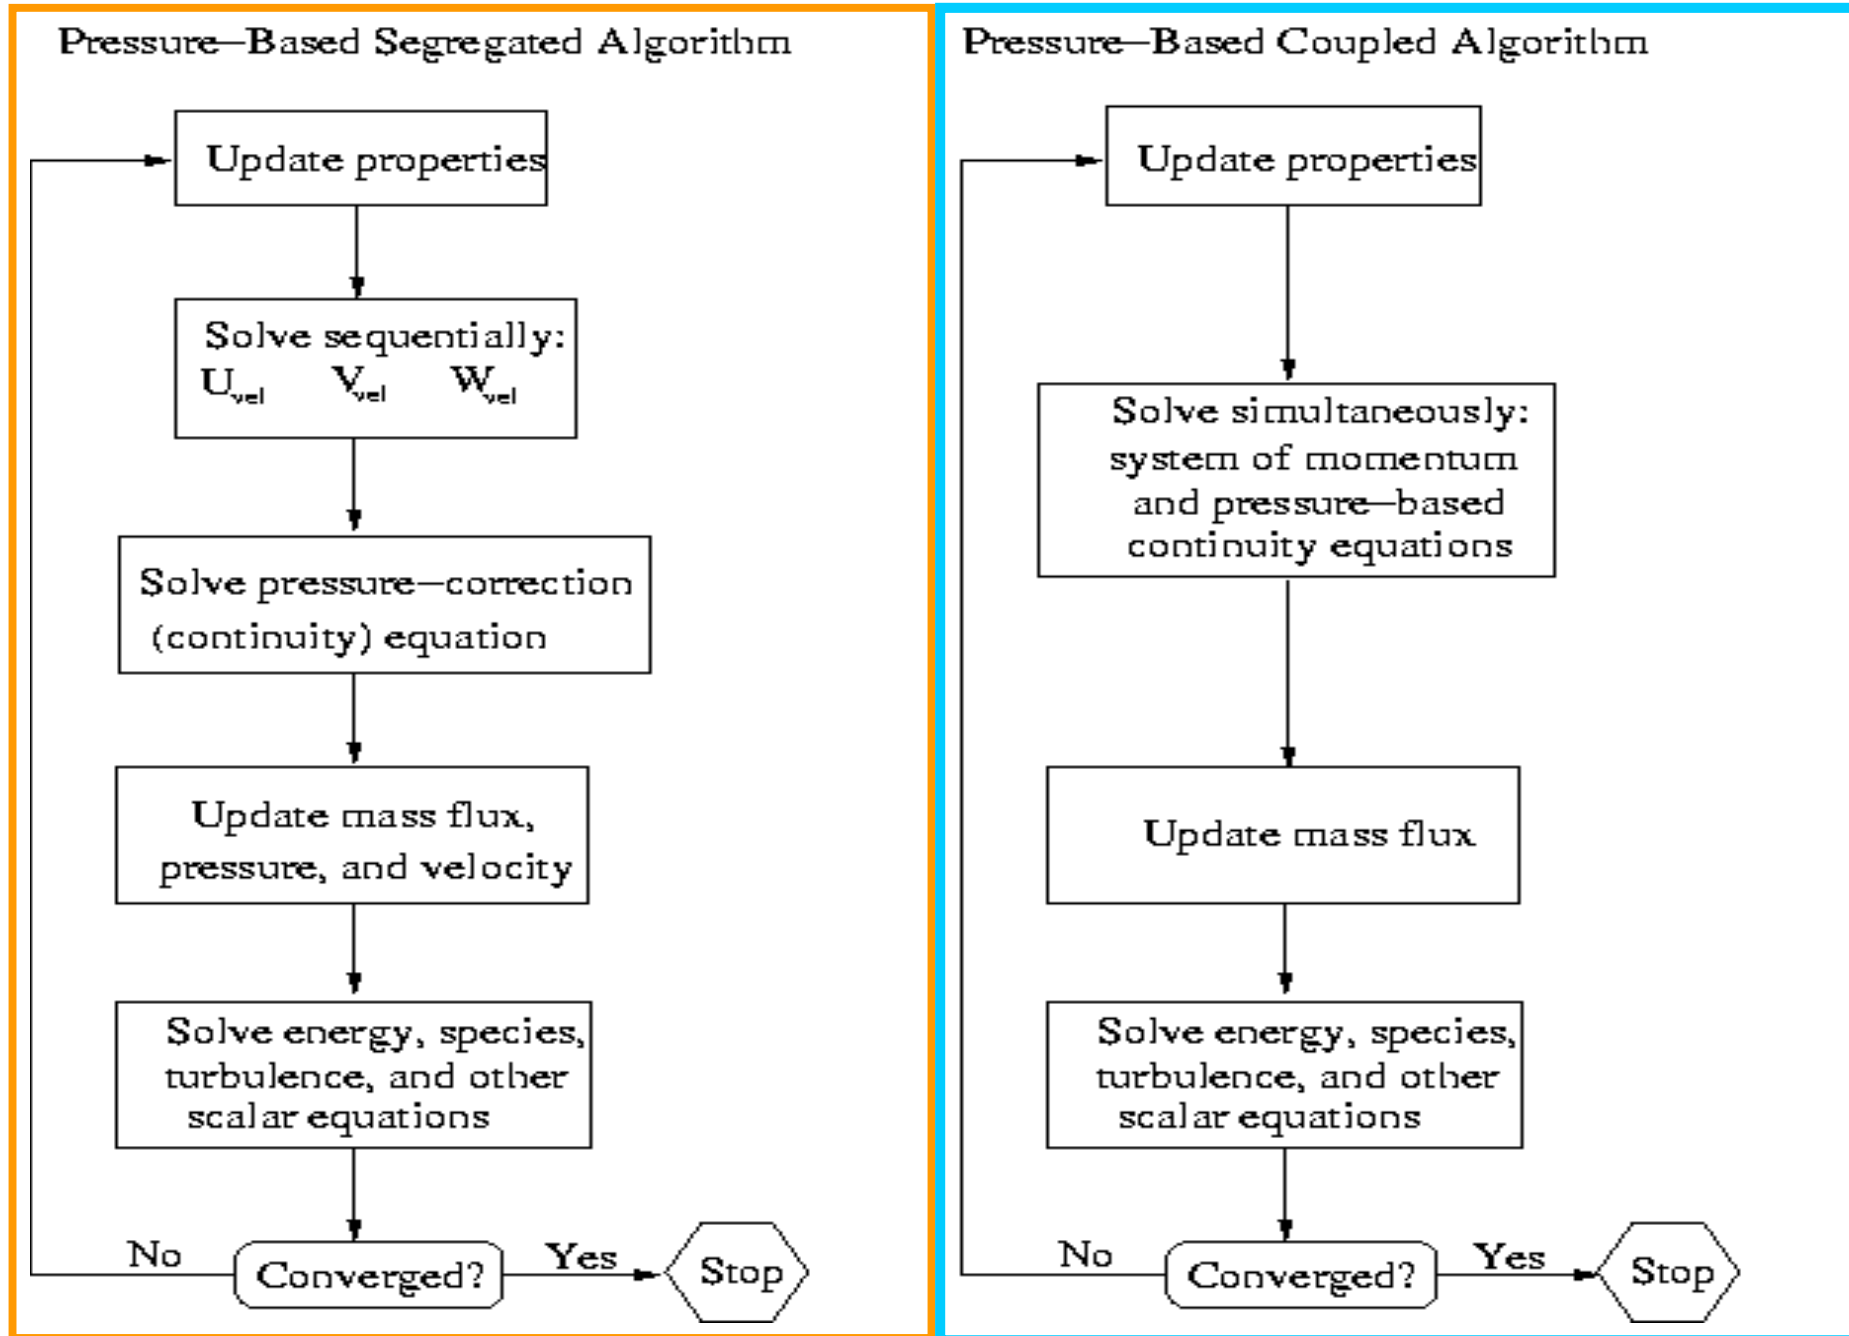 Pressure–Based Segregated Algorithm
Update properties
Solve sequentially:
Uvel Vvel Wvel
Solve pressure–correction
(continuity) equation
Update mass flux,
pressure, and velocity
Solve energy, species,
turbulence, and other
scalar equations
No
Converged?
Yes
Stop
Pressure–Based Coupled Algorithm
Update properties
Solve simultaneously:
system of momentum
and pressure–based
continuity equations
Update mass flux
Solve energy, species,
turbulence, and other
scalar equations
No
Converged?
Yes
Stop